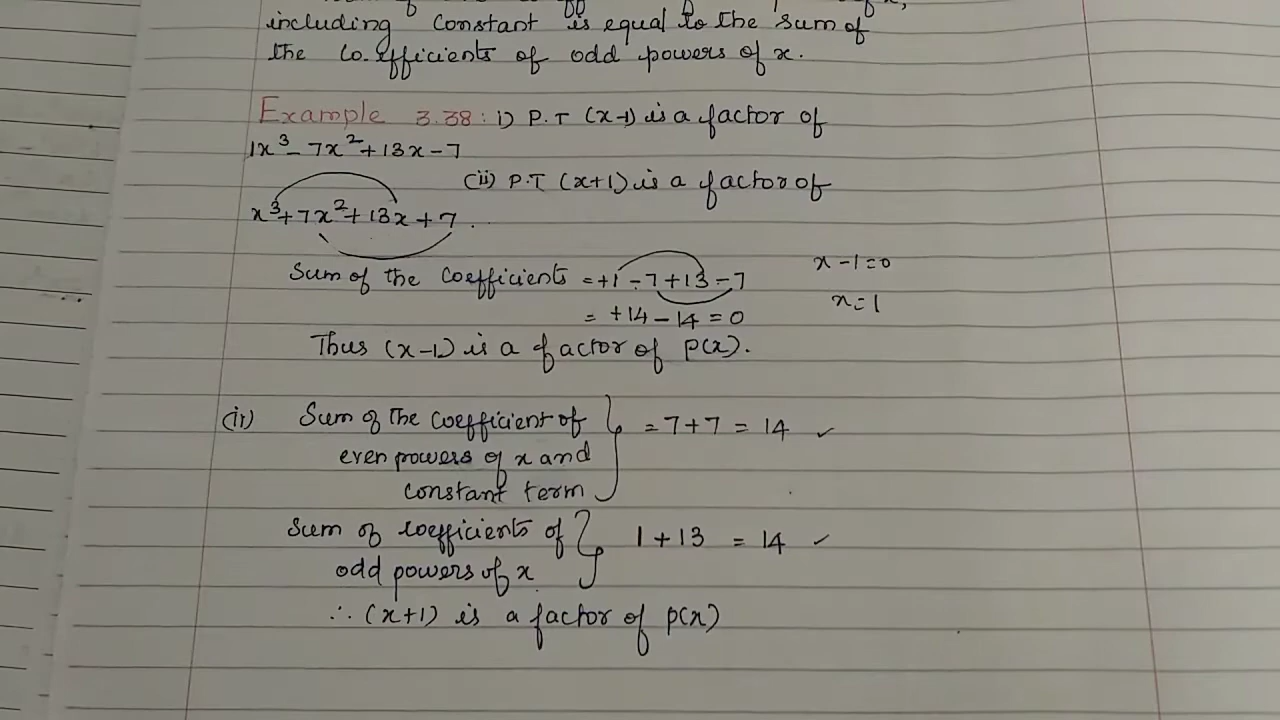 including constant is equal to the sum of
the co-efficients of odd powers of x.
Example 3.38: i) P.T (x-1) is a factor of
1x³ - 7x² + 13x - 7
(ii) P.T (x+1) is a factor of
x³+7x²+13x+7.
Sum of the coefficients = +1 - 7 + 13 - 7
x - 1 = 0
= +14 - 14 = 0
x = 1
Thus (x-1) is a factor of p(x).
(ii) Sum of the coefficient of } = 7+7 = 14 ✓
even powers of x and
constant term
Sum of coefficients of } 1 + 13 = 14 ✓
odd powers of x
∴ (x+1) is a factor of p(x)